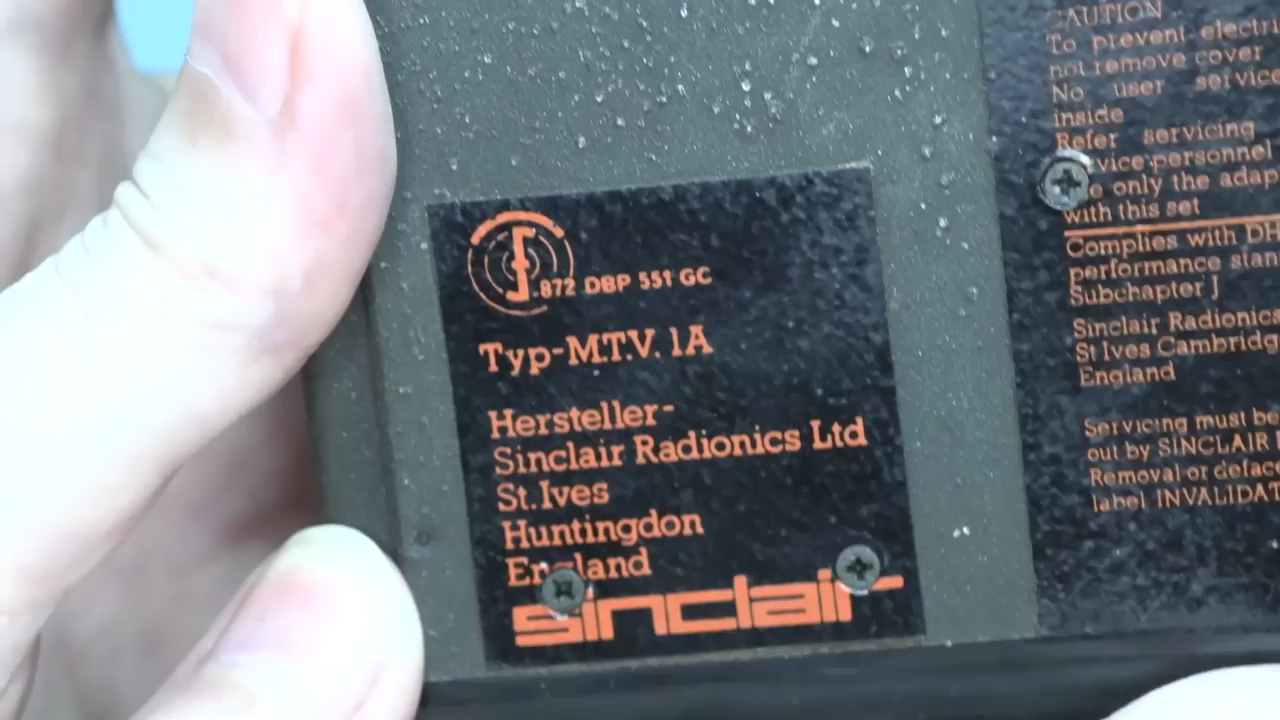 .872 DBP 551 GC
Typ-M.T.V. 1A
Hersteller-
Sinclair Radionics Ltd
St.Ives
Huntingdon
England
sinclair
CAUTION
To prevent electri
not remove cover
No user service
inside
Refer servicing
vice personnel
e only the adap
with this set
Complies with DH
performance stan
Subchapter J
Sinclair Radionics
St Ives Cambridg
England
Servicing must be
out by SINCLAIR
Removal or deface
label INVALIDAT